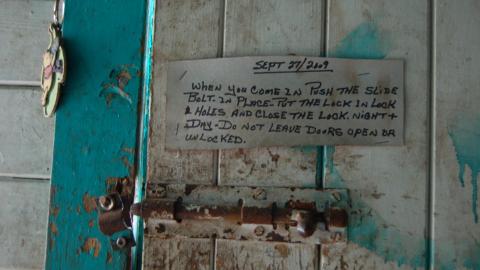 SEPT 27/2009
WHEN YOU COME IN PUSH THE SLIDE
BOLT. IN PLACE-PUT THE LOCK IN LOCK
HOLES AND CLOSE THE LOCK. NIGHT +
DAY-DO NOT LEAVE DOORS OPEN OR
UNLOCKED.